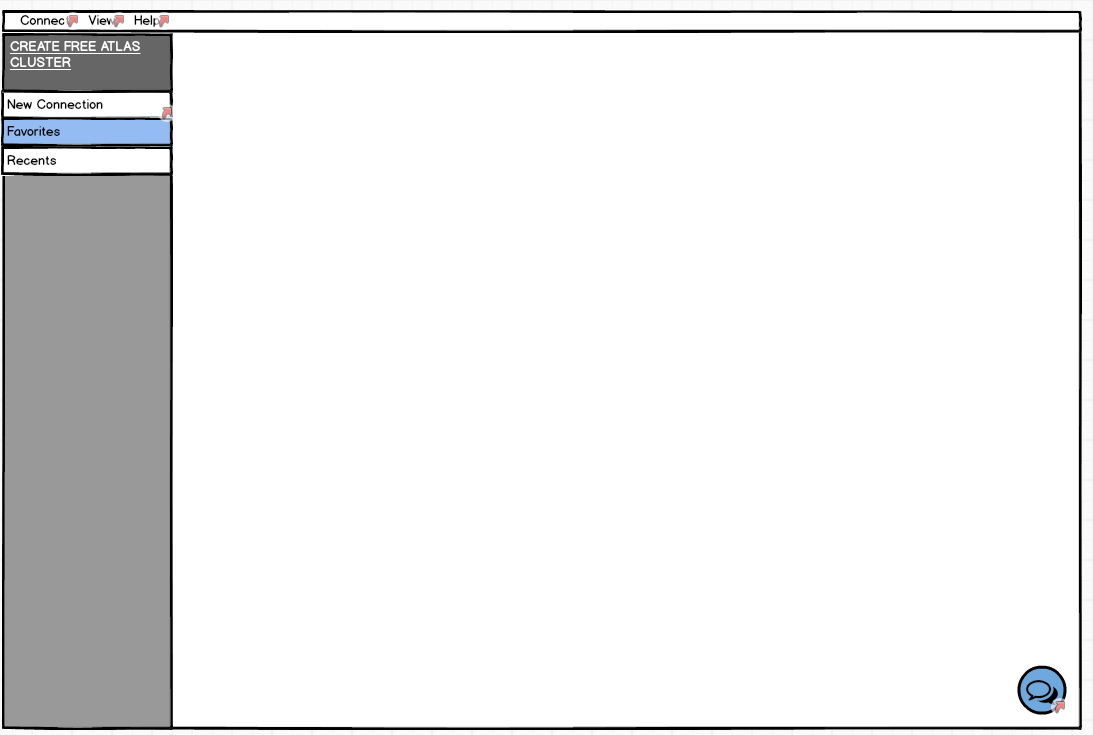 Connec View Help
CREATE FREE ATLAS
CLUSTER
New Connection
Favorites
Recents